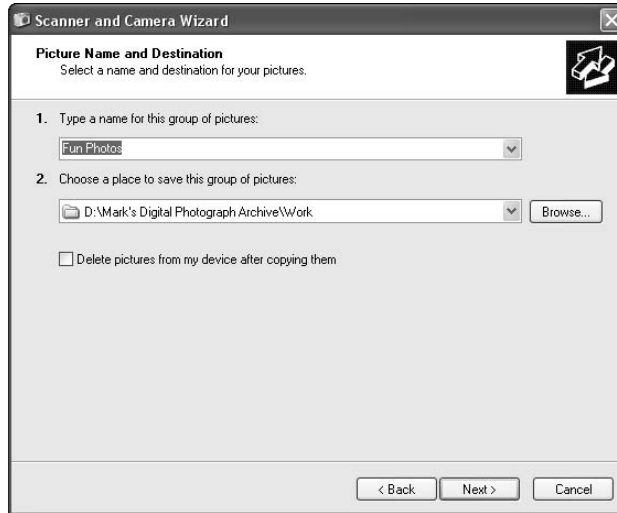 Scanner and Camera Wizard
Picture Name and Destination
Select a name and destination for your pictures.
1. Type a name for this group of pictures:
Fun Photos
2. Choose a place to save this group of pictures:
D:\Mark's Digital Photograph Archive\Work
Browse...
Delete pictures from my device after copying them
< Back Next > Cancel